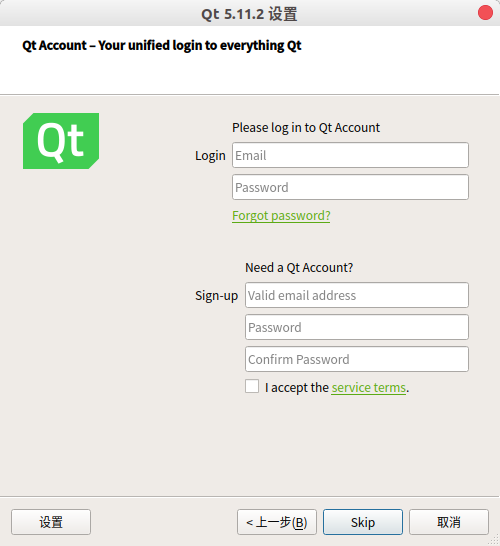 Qt 5.11.2 设置
Qt Account – Your unified login to everything Qt
Qt
Please log in to Qt Account
Login Email
Password
Forgot password?
Need a Qt Account?
Sign-up Valid email address
Password
Confirm Password
I accept the service terms.
设置 < 上一步(B) Skip 取消